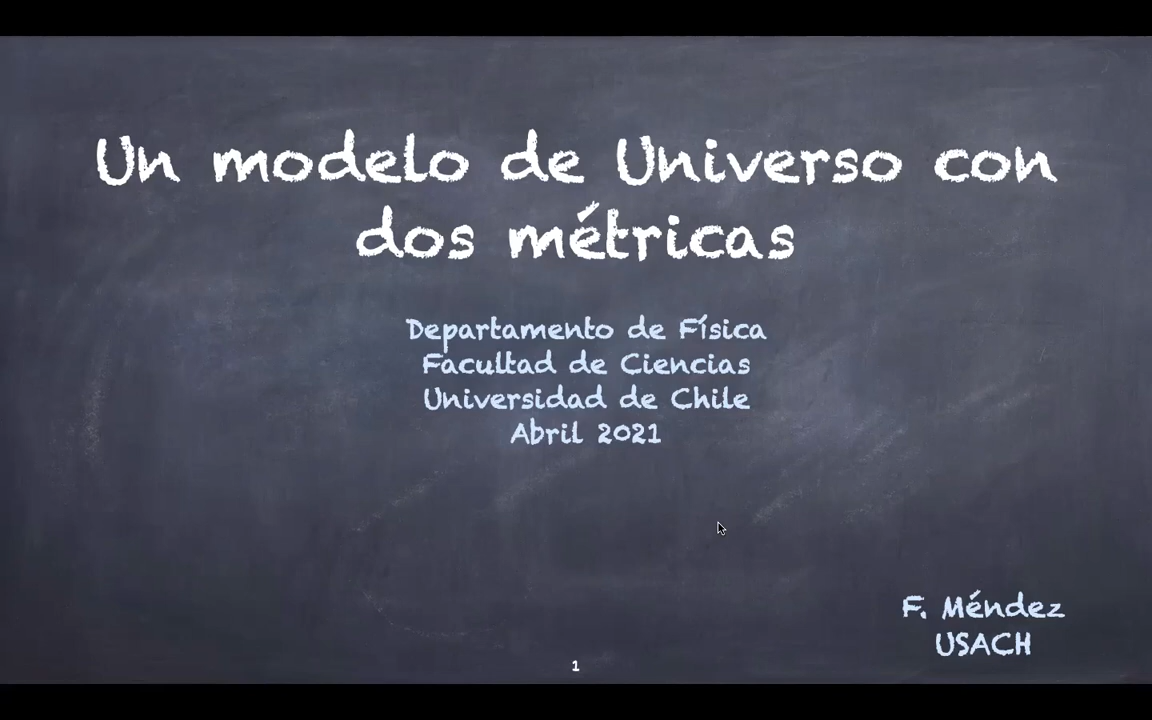 Un modelo de Universo con
dos métricas
Departamento de Física
Facultad de Ciencias
Universidad de Chile
Abril 2021
F. Méndez
USACH
1